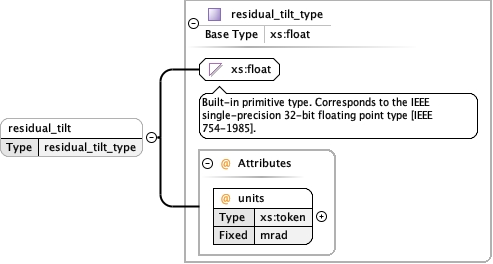 residual_tilt_type
Base Type xs:float
xs:float
Built-in primitive type. Corresponds to the IEEE
single-precision 32-bit floating point type [IEEE
754-1985].
residual_tilt
Type residual_tilt_type
@ Attributes
@ units
Type xs:token
Fixed mrad